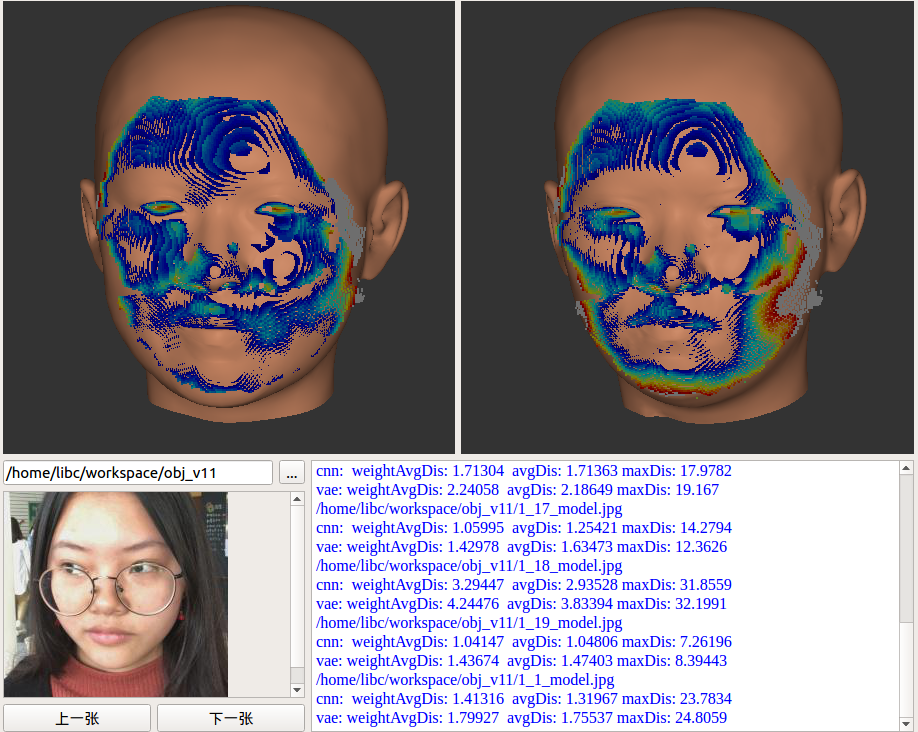 /home/libc/workspace/obj_v11
...
上一张
下一张
cnn:  weightAvgDis: 1.71304  avgDis: 1.71363 maxDis: 17.9782
vae: weightAvgDis: 2.24058  avgDis: 2.18649 maxDis: 19.167
/home/libc/workspace/obj_v11/1_17_model.jpg
cnn:  weightAvgDis: 1.05995  avgDis: 1.25421 maxDis: 14.2794
vae: weightAvgDis: 1.42978  avgDis: 1.63473 maxDis: 12.3626
/home/libc/workspace/obj_v11/1_18_model.jpg
cnn:  weightAvgDis: 3.29447  avgDis: 2.93528 maxDis: 31.8559
vae: weightAvgDis: 4.24476  avgDis: 3.83394 maxDis: 32.1991
/home/libc/workspace/obj_v11/1_19_model.jpg
cnn:  weightAvgDis: 1.04147  avgDis: 1.04806 maxDis: 7.26196
vae: weightAvgDis: 1.43674  avgDis: 1.47403 maxDis: 8.39443
/home/libc/workspace/obj_v11/1_1_model.jpg
cnn:  weightAvgDis: 1.41316  avgDis: 1.31967 maxDis: 23.7834
vae: weightAvgDis: 1.79927  avgDis: 1.75537 maxDis: 24.8059